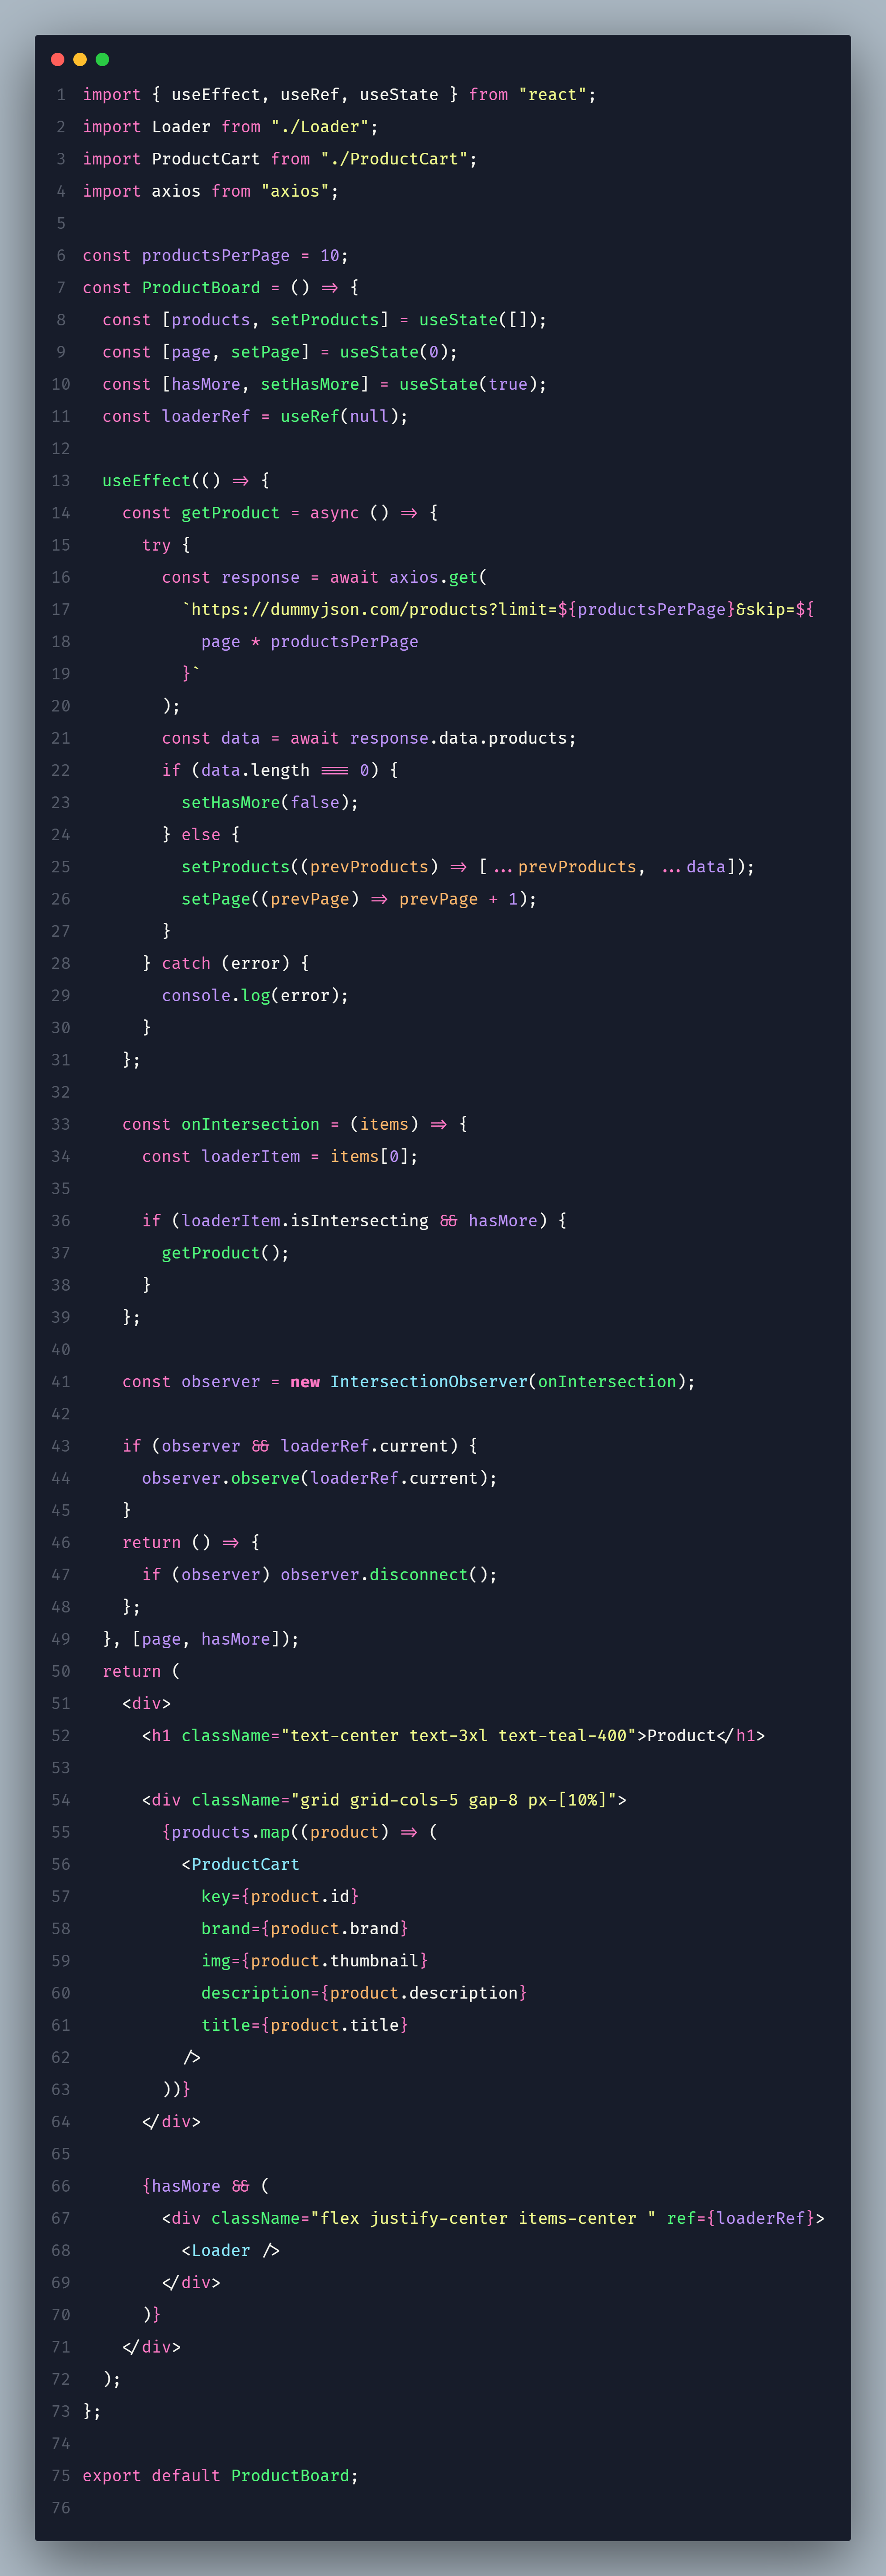 1 import { useEffect, useRef, useState } from "react";
2 import Loader from "./Loader";
3 import ProductCart from "./ProductCart";
4 import axios from "axios";
5
6 const productsPerPage = 10;
7 const ProductBoard = () => {
8   const [products, setProducts] = useState([]);
9   const [page, setPage] = useState(0);
10   const [hasMore, setHasMore] = useState(true);
11   const loaderRef = useRef(null);
12
13   useEffect(() => {
14     const getProduct = async () => {
15       try {
16         const response = await axios.get(
17           `https://dummyjson.com/products?limit=${productsPerPage}&skip=${
18             page * productsPerPage
19           }`
20         );
21         const data = await response.data.products;
22         if (data.length === 0) {
23           setHasMore(false);
24         } else {
25           setProducts((prevProducts) => [...prevProducts, ...data]);
26           setPage((prevPage) => prevPage + 1);
27         }
28       } catch (error) {
29         console.log(error);
30       }
31     };
32
33     const onIntersection = (items) => {
34       const loaderItem = items[0];
35
36       if (loaderItem.isIntersecting && hasMore) {
37         getProduct();
38       }
39     };
40
41     const observer = new IntersectionObserver(onIntersection);
42
43     if (observer && loaderRef.current) {
44       observer.observe(loaderRef.current);
45     }
46     return () => {
47       if (observer) observer.disconnect();
48     };
49   }, [page, hasMore]);
50   return (
51     <div>
52       <h1 className="text-center text-3xl text-teal-400">Product</h1>
53
54       <div className="grid grid-cols-5 gap-8 px-[10%]">
55         {products.map((product) => (
56           <ProductCart
57             key={product.id}
58             brand={product.brand}
59             img={product.thumbnail}
60             description={product.description}
61             title={product.title}
62           />
63         ))}
64       </div>
65
66       {hasMore && (
67         <div className="flex justify-center items-center " ref={loaderRef}>
68           <Loader />
69         </div>
70       )}
71     </div>
72   );
73 };
74
75 export default ProductBoard;
76